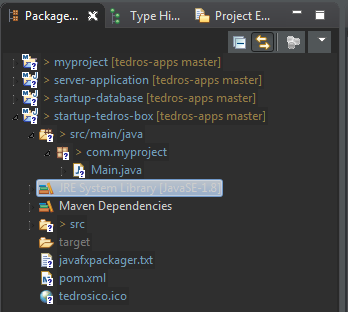 Package... Type Hi... Project E...
> myproject [tedros-apps master]
> server-application [tedros-apps master]
> startup-database [tedros-apps master]
> startup-tedros-box [tedros-apps master]
> src/main/java
> com.myproject
Main.java
JRE System Library [JavaSE-1.8]
Maven Dependencies
> src
target
javafxpackager.txt
pom.xml
tedrosico.ico